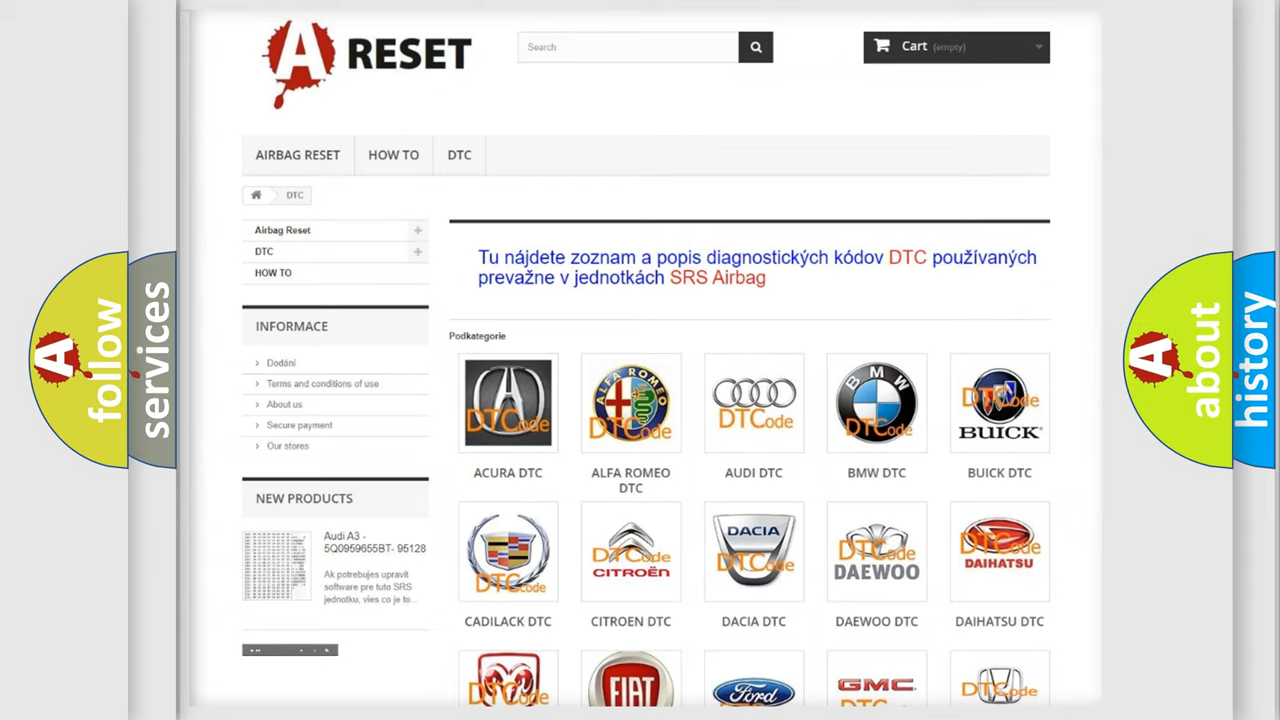 A RESET
Search
Cart (empty)
AIRBAG RESET
HOW TO
DTC
DTC
Airbag Reset
DTC
HOW TO
Tu nájdete zoznam a popis diagnostických kódov DTC používaných
prevažne v jednotkách SRS Airbag
INFORMACE
Dodání
Terms and conditions of use
About us
Secure payment
Our stores
NEW PRODUCTS
Audi A3 -
5Q0959655BT- 95128
Ak potrebujes upravit
software pre tuto SRS
jednotku, vies co je to...
Podkategorie
DTCode
ALFA ROMEO
DTCode
DTCode
BMW
DTCode
DTCode
BUICK
ACURA DTC
ALFA ROMEO
DTC
AUDI DTC
BMW DTC
BUICK DTC
DTCode
DTCode
CITROËN
DACIA
DTCode
DTCode
DAEWOO
DTCode
DAIHATSU
CADILACK DTC
CITROEN DTC
DACIA DTC
DAEWOO DTC
DAIHATSU DTC
DTCode
FIAT
Ford
DTCode
GMC
DTCode
A follow
services
A about
history